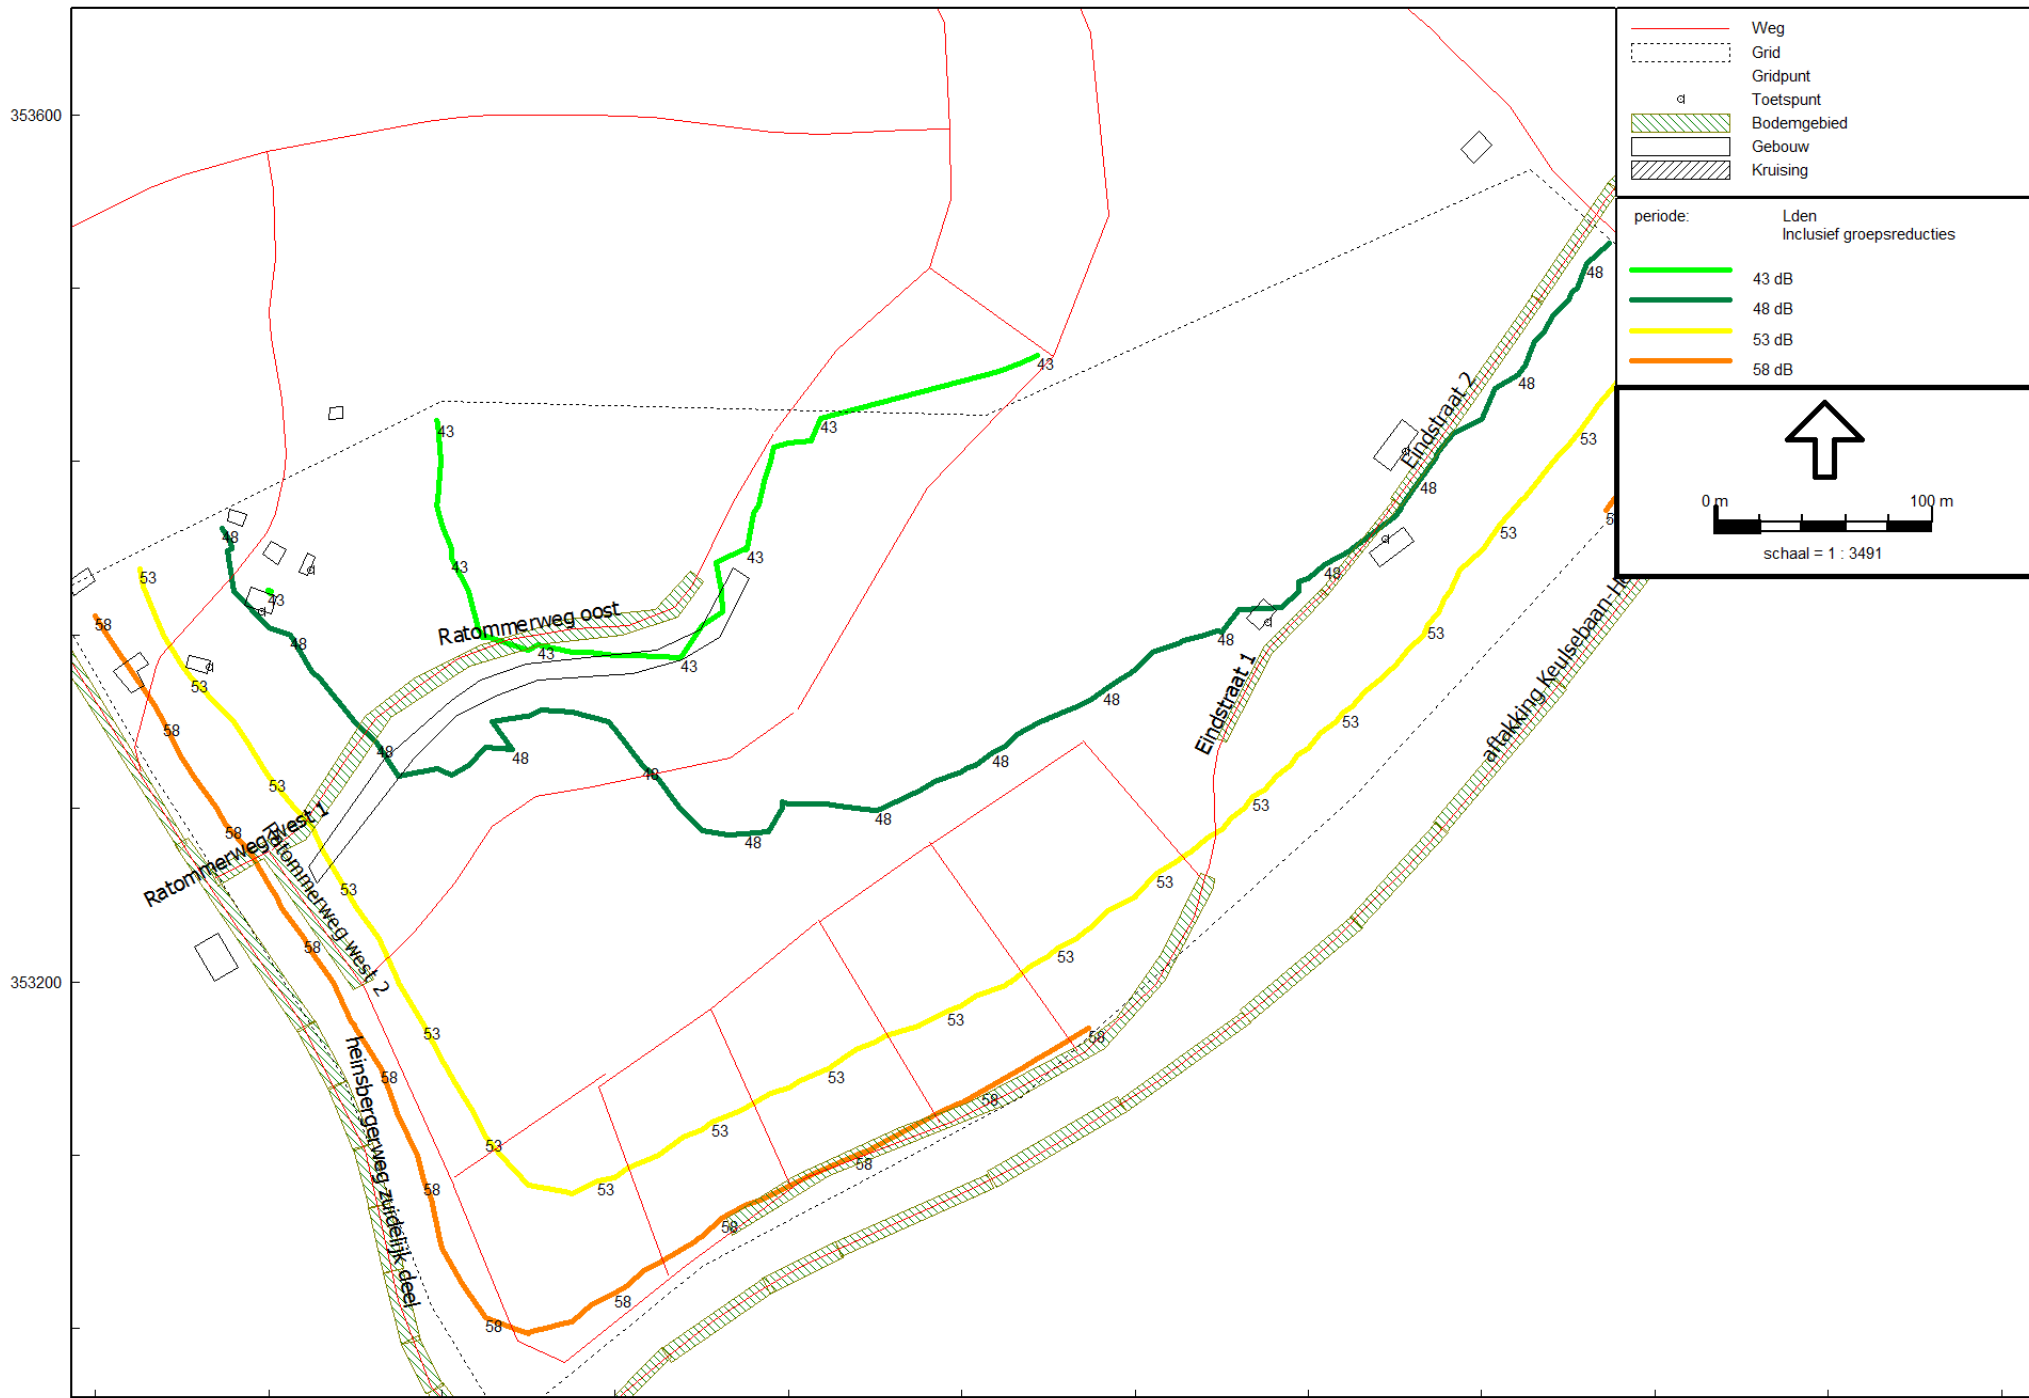 Weg
Grid
Gridpunt
Toetspunt
Bodemgebied
Gebouw
Kruising
periode: Lden
Inclusief groepsreducties
43 dB
48 dB
53 dB
58 dB
0 m 100 m
schaal = 1 : 3491
353600
353200
48
48
43
53
43
43
43
Eindstraat 2
48
53
48
43
43
48
53
43
58
Ratommerweg oost
43
43
48
48
53
53
58
48
48
48
48
Eindstraat 1
48
53
aftakking Keulsebaan-
53
58
Ratommerweg west 1
48
48
53
53
53
58
Ratommerweg west 2
53
53
53
58
heinsbergerweg zuidelijk deel
58
53
53
58
53
58
58
53
58
58
58